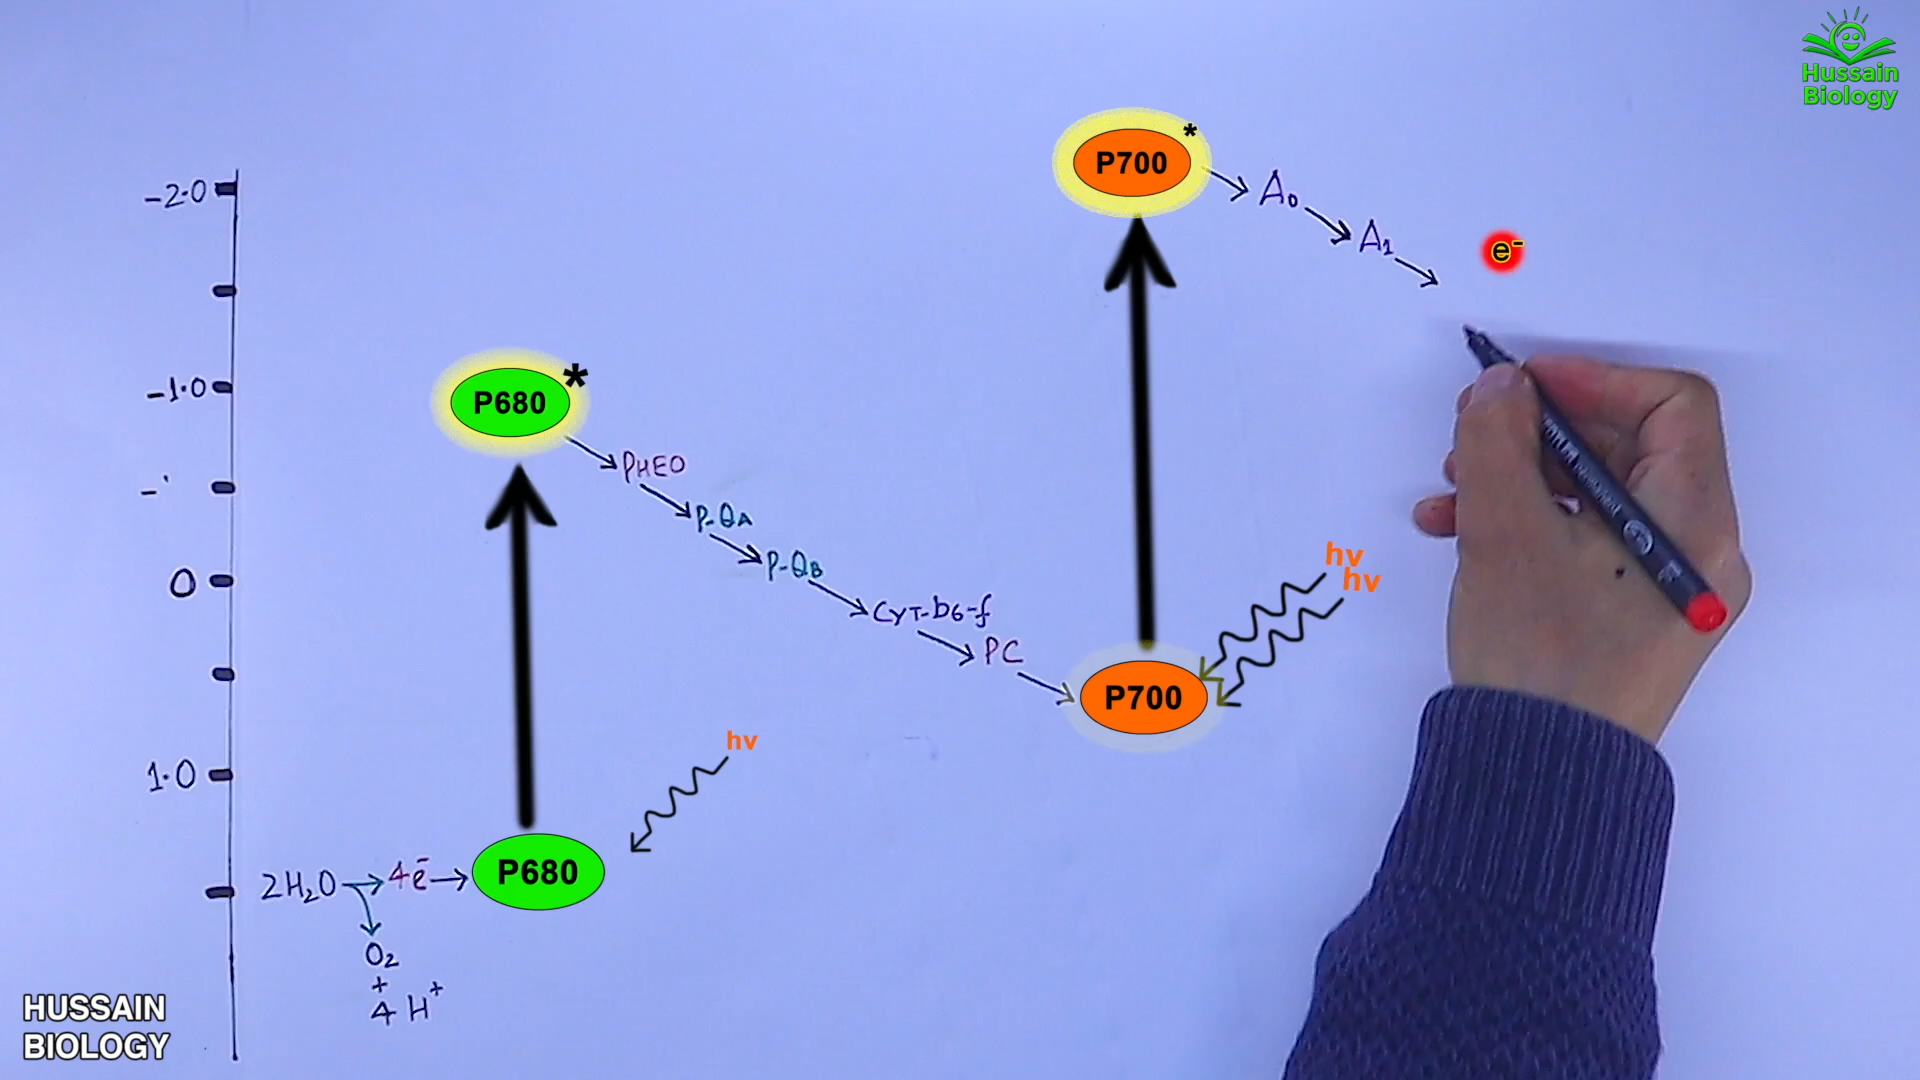 Hussain
Biology
-2.0
-1.0
-
0
1.0
P700
*
A0
A1
e-
P680
*
PHEO
P-QA
P-QB
CYT-b6-f
PC
P700
hv
hv
hv
2H2O
4e-
P680
O2
+
4 H+
HUSSAIN
BIOLOGY